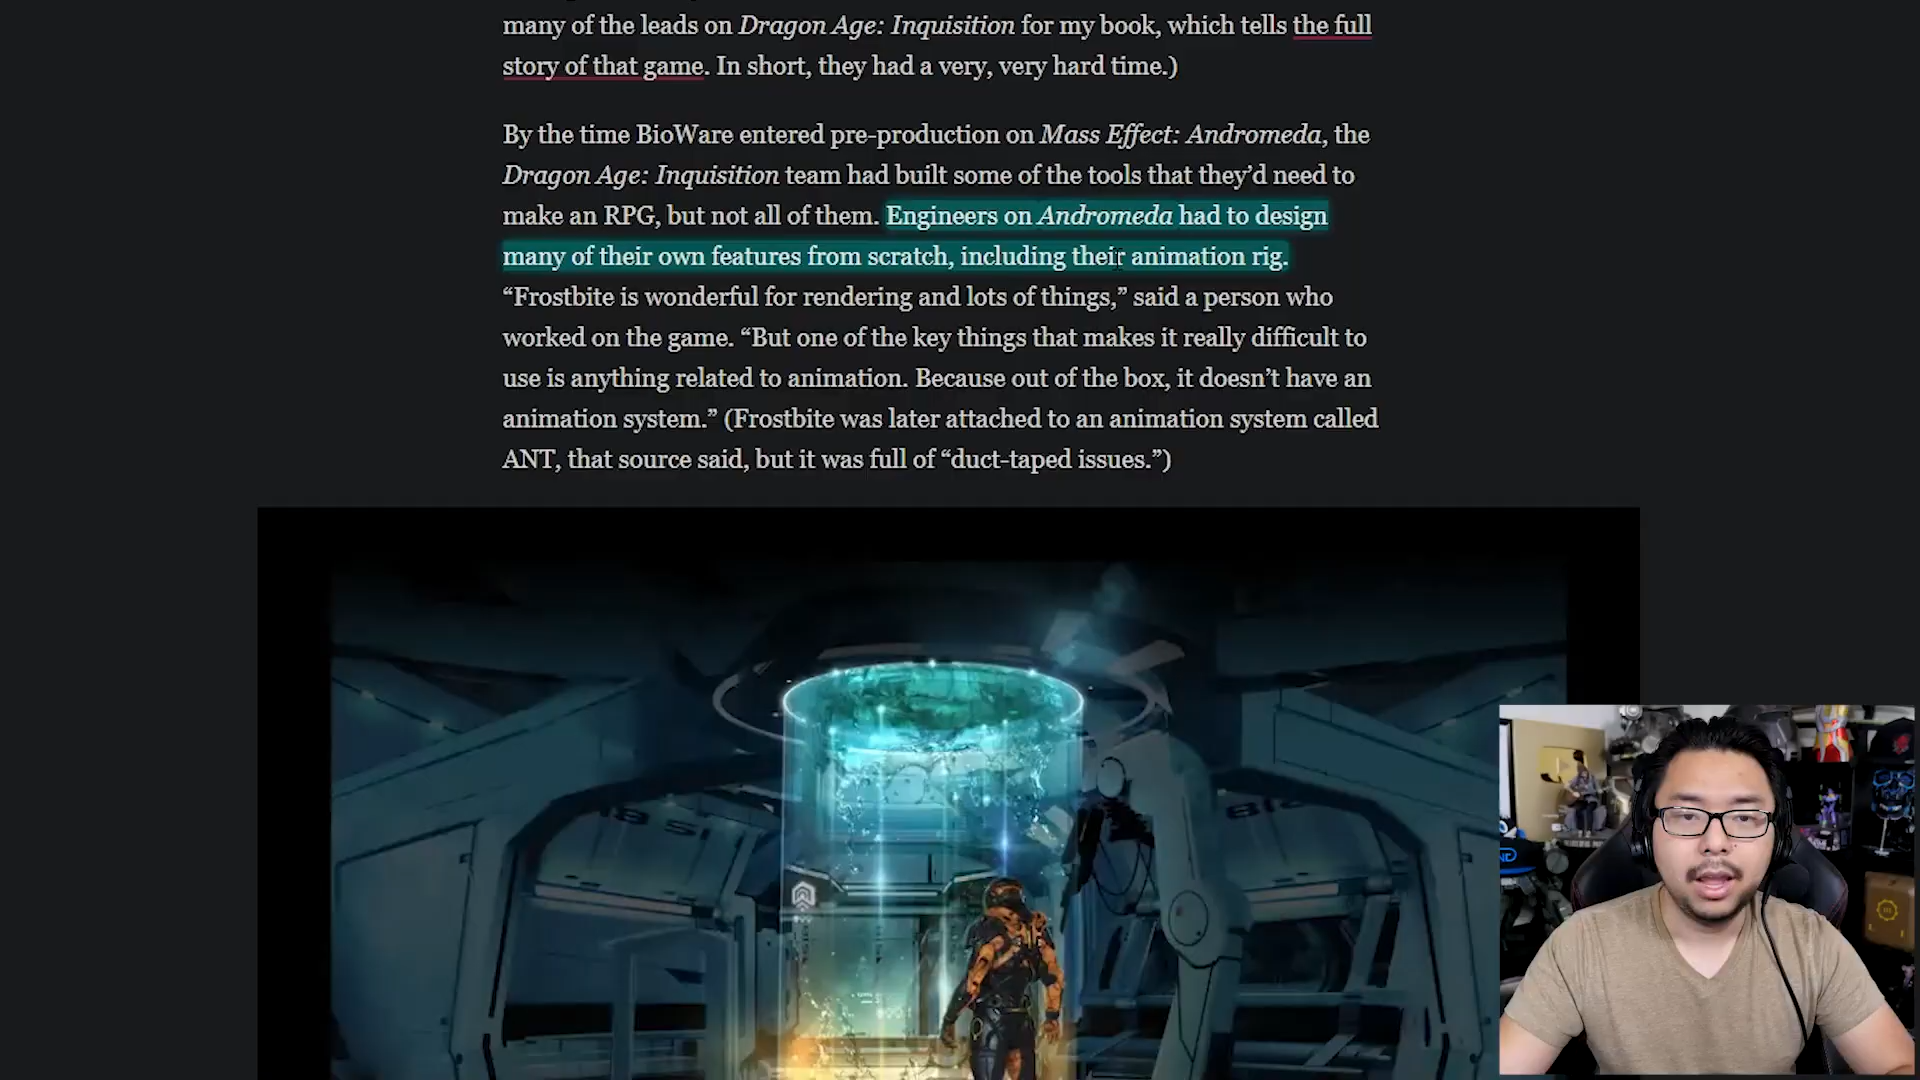 many of the leads on Dragon Age: Inquisition for my book, which tells the full
story of that game. In short, they had a very, very hard time.)
By the time BioWare entered pre-production on Mass Effect: Andromeda, the
Dragon Age: Inquisition team had built some of the tools that they’d need to
make an RPG, but not all of them. Engineers on Andromeda had to design
many of their own features from scratch, including their animation rig.
“Frostbite is wonderful for rendering and lots of things,” said a person who
worked on the game. “But one of the key things that makes it really difficult to
use is anything related to animation. Because out of the box, it doesn’t have an
animation system.” (Frostbite was later attached to an animation system called
ANT, that source said, but it was full of “duct-taped issues.”)